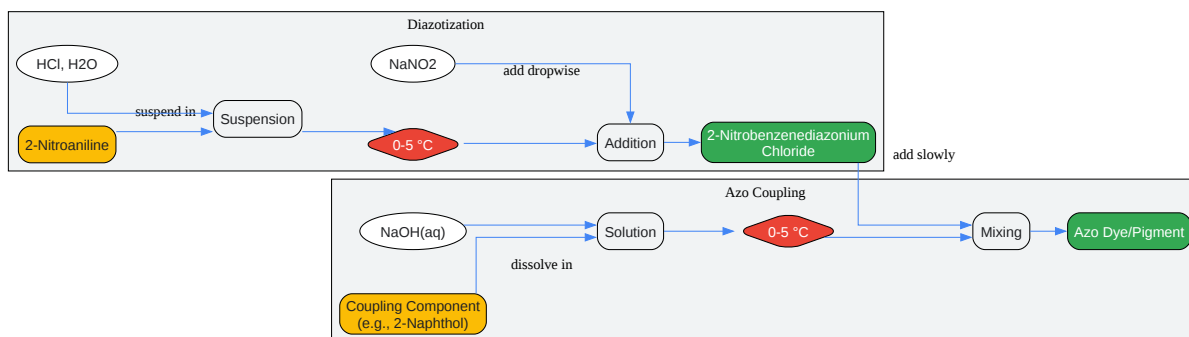 Diazotization
HCl, H2O
NaNO2
add dropwise
suspend in
Suspension
2-Nitroaniline
0-5 °C
Addition
2-Nitrobenzenediazonium
Chloride
add slowly
Azo Coupling
NaOH(aq)
Solution
0-5 °C
Mixing
Azo Dye/Pigment
dissolve in
Coupling Component
(e.g., 2-Naphthol)